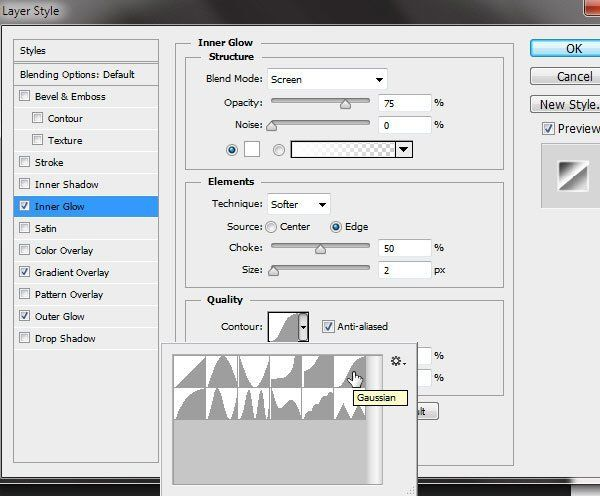 Layer Style
Styles
Blending Options: Default
Bevel & Emboss
Contour
Texture
Stroke
Inner Shadow
Inner Glow
Satin
Color Overlay
Gradient Overlay
Pattern Overlay
Outer Glow
Drop Shadow
Inner Glow
Structure
Blend Mode: Screen
Opacity: 75 %
Noise: 0 %
Elements
Technique: Softer
Source: Center Edge
Choke: 50 %
Size: 2 px
Quality
Contour: Anti-aliased
%
%
Gaussian
ult
OK
Cancel
New Style...
Preview